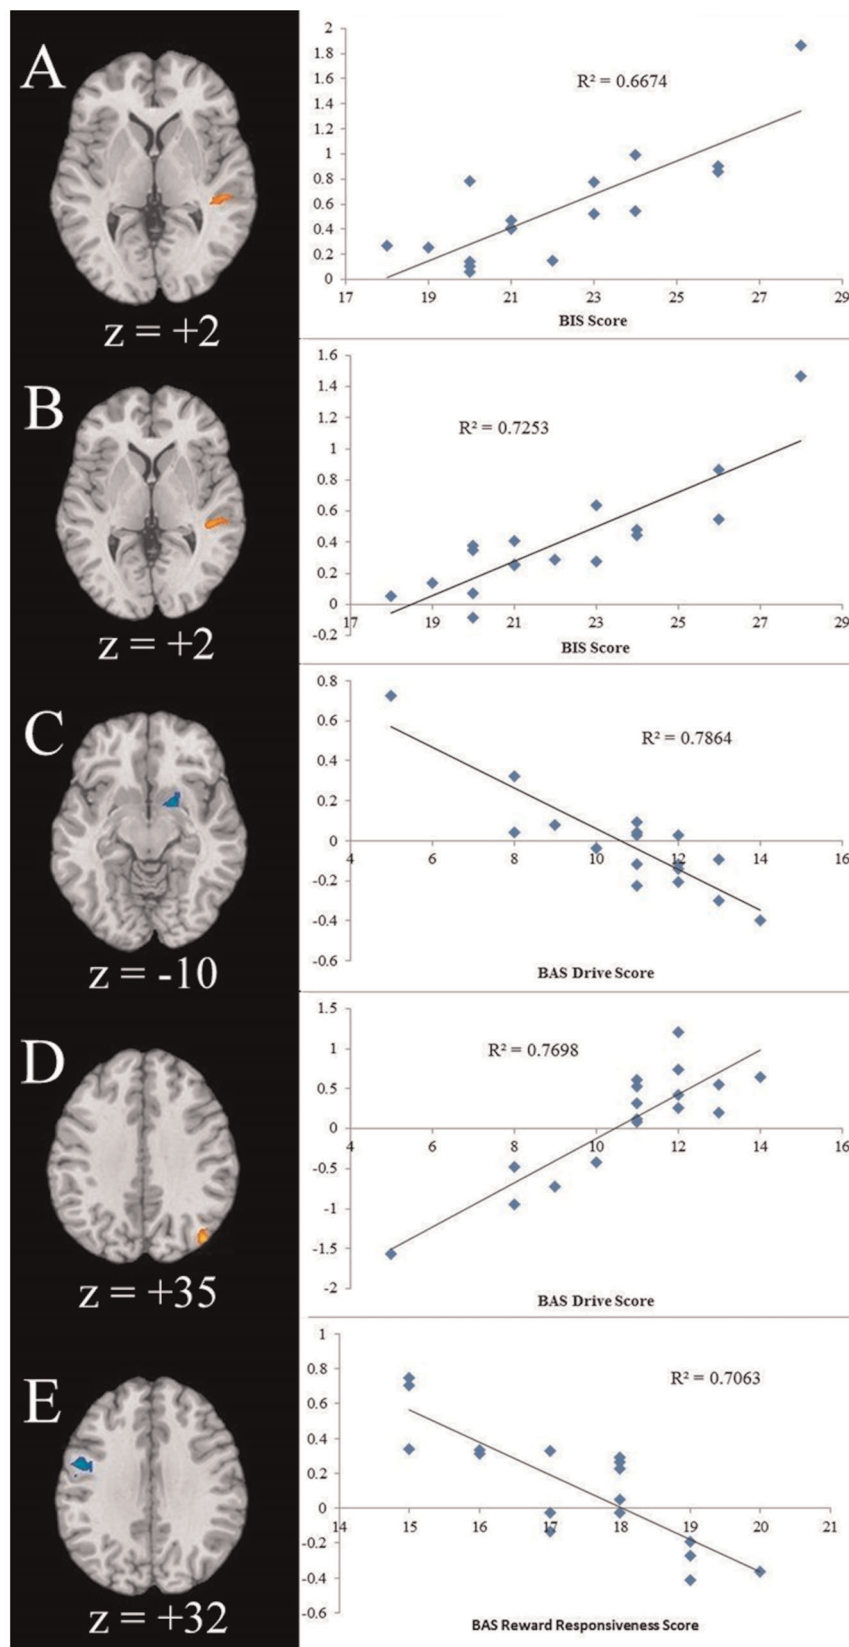 A
z = +2
2
1.8
1.6
1.4
1.2
1
0.8
0.6
0.4
0.2
0
R² = 0.6674
17 19 21 23 25 27 29
BIS Score
B
z = +2
1.6
1.4
1.2
1
0.8
0.6
0.4
0.2
0
-0.2
R² = 0.7253
17 19 21 23 25 27 29
BIS Score
C
z = -10
0.8
0.6
0.4
0.2
0
-0.2
-0.4
-0.6
R² = 0.7864
4 6 8 10 12 14 16
BAS Drive Score
D
z = +35
1.5
1
0.5
0
-0.5
-1
-1.5
-2
R² = 0.7698
4 6 8 10 12 14 16
BAS Drive Score
E
z = +32
1
0.8
0.6
0.4
0.2
0
-0.2
-0.4
-0.6
R² = 0.7063
14 15 16 17 18 19 20 21
BAS Reward Responsiveness Score